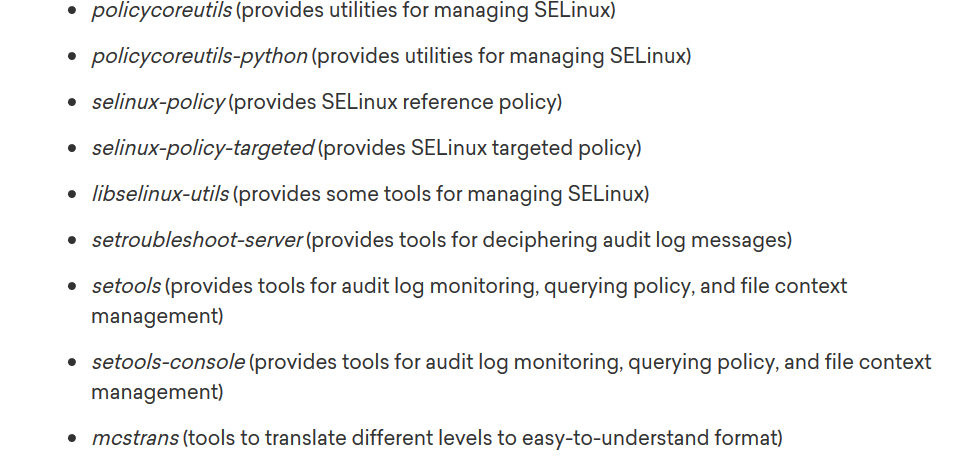 • policycoreutils (provides utilities for managing SELinux)
• policycoreutils-python (provides utilities for managing SELinux)
• selinux-policy (provides SELinux reference policy)
• selinux-policy-targeted (provides SELinux targeted policy)
• libselinux-utils (provides some tools for managing SELinux)
• setroubleshoot-server (provides tools for deciphering audit log messages)
• setools (provides tools for audit log monitoring, querying policy, and file context
management)
• setools-console (provides tools for audit log monitoring, querying policy, and file context
management)
• mcstrans (tools to translate different levels to easy-to-understand format)